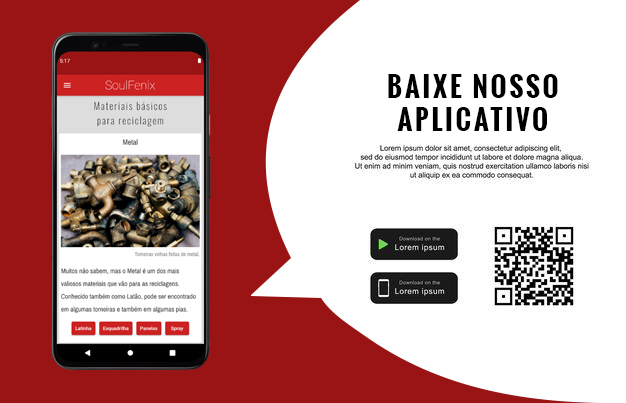 5:17
SoulFenix
Materiais básicos
para reciclagem
Metal
Torneiras velhas feitas de metal.
Muitos não sabem, mas o Metal é um dos mais
valiosos materiais que vão para as reciclagens.
Conhecido também como Latão, pode ser encontrado
em algumas torneiras e também em algumas pias.
Latinha Esquadrilha Panelas Spray
BAIXE NOSSO
APLICATIVO
Lorem ipsum dolor sit amet, consectetur adipiscing elit,
sed do eiusmod tempor incididunt ut labore et dolore magna aliqua.
Ut enim ad minim veniam, quis nostrud exercitation ullamco laboris nisi
ut aliquip ex ea commodo consequat.
Download on the
Lorem ipsum
Download on the
Lorem ipsum